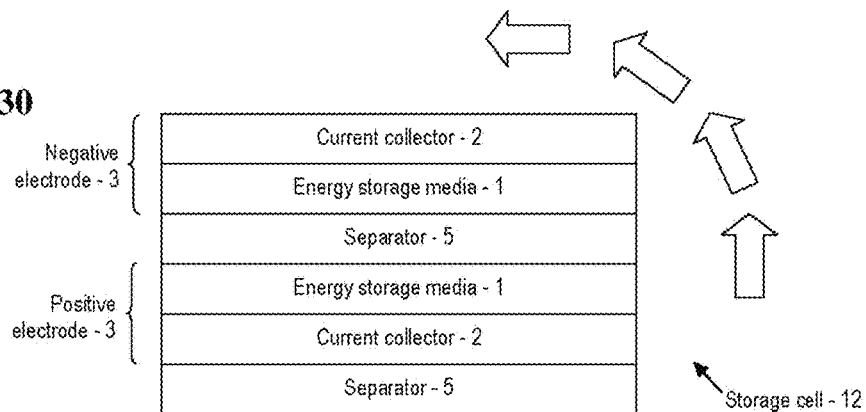 30
Current collector - 2
Negative
electrode - 3
Energy storage media - 1
Separator - 5
Energy storage media - 1
Positive
electrode - 3
Current collector - 2
Separator - 5
Storage cell - 12